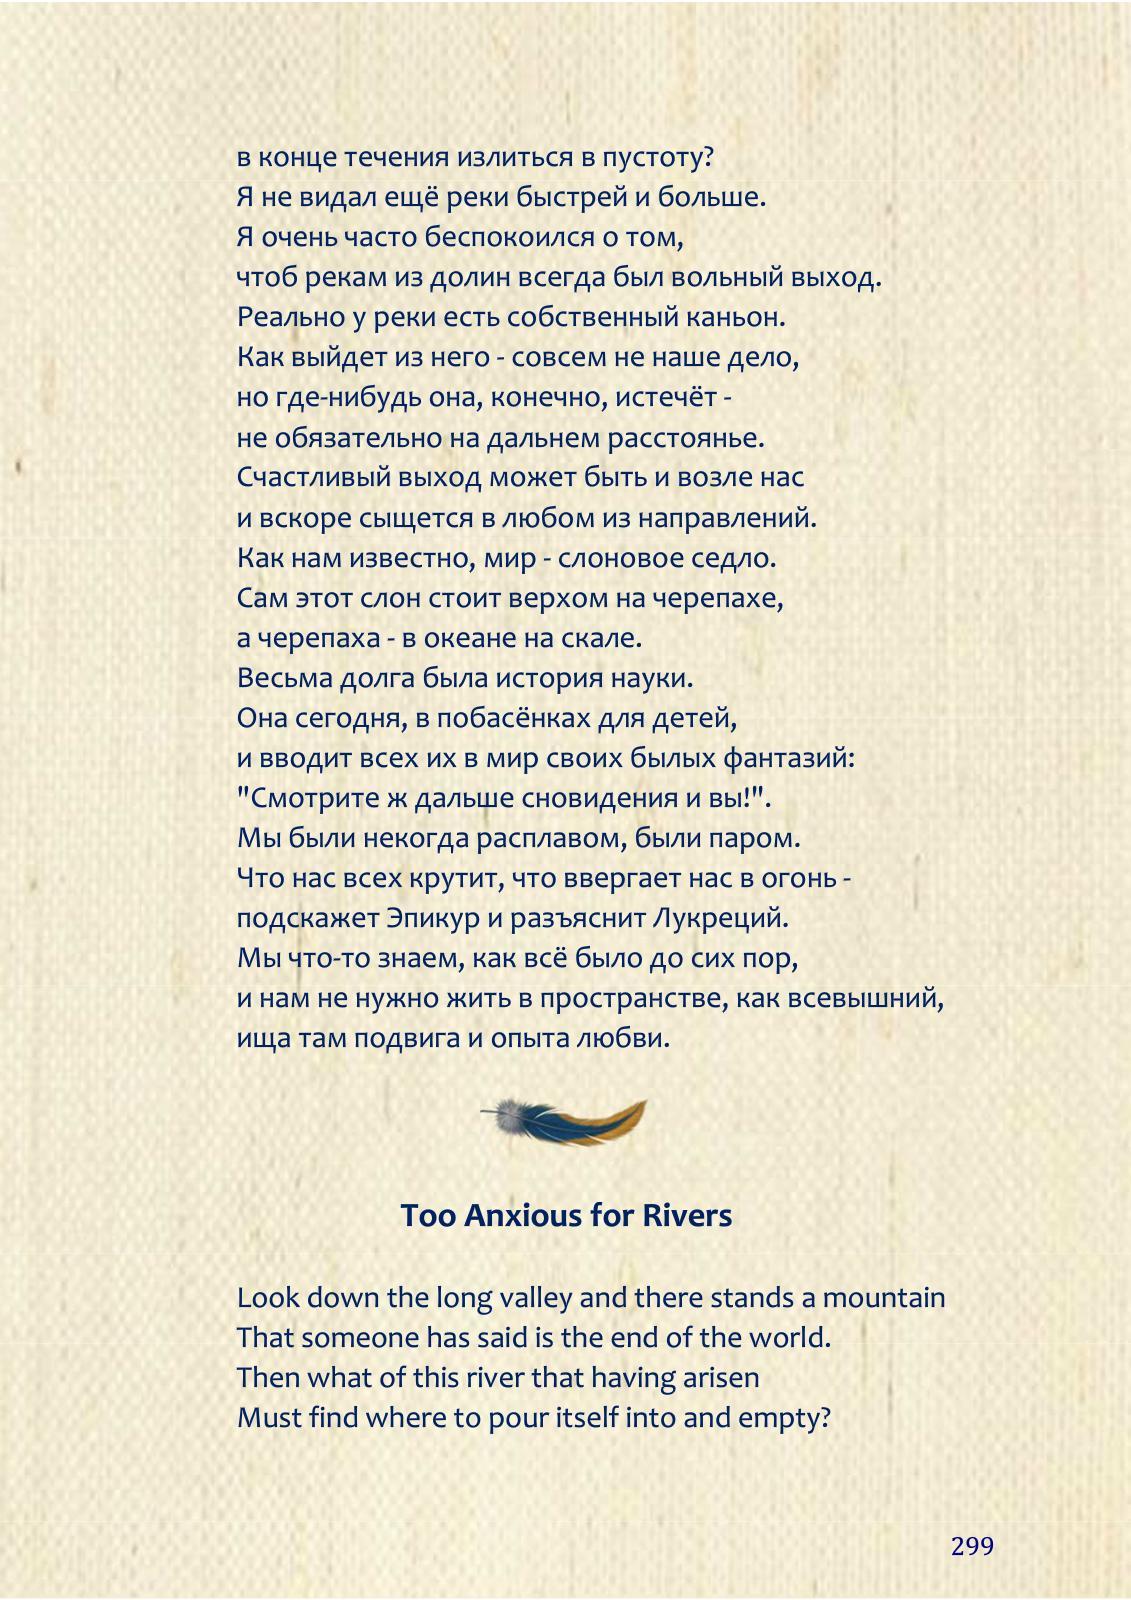 в конце течения излиться в пустоту?
Я не видал ещё реки быстрей и больше.
Я очень часто беспокоился о том,
чтоб рекам из долин всегда был вольный выход.
Реально у реки есть собственный каньон.
Как выйдет из него - совсем не наше дело,
но где-нибудь она, конечно, истечёт -
не обязательно на дальнем расстоянье.
Счастливый выход может быть и возле нас
и вскоре сыщется в любом из направлений.
Как нам известно, мир - слоновое седло.
Сам этот слон стоит верхом на черепахе,
а черепаха - в океане на скале.
Весьма долга была история науки.
Она сегодня, в побасёнках для детей,
и вводит всех их в мир своих былых фантазий:
"Смотрите ж дальше сновидения и вы!".
Мы были некогда расплавом, были паром.
Что нас всех крутит, что ввергает нас в огонь -
подскажет Эпикур и разъяснит Лукреций.
Мы что-то знаем, как всё было до сих пор,
и нам не нужно жить в пространстве, как всевышний,
ища там подвига и опыта любви.
Too Anxious for Rivers
Look down the long valley and there stands a mountain
That someone has said is the end of the world.
Then what of this river that having arisen
Must find where to pour itself into and empty?
299